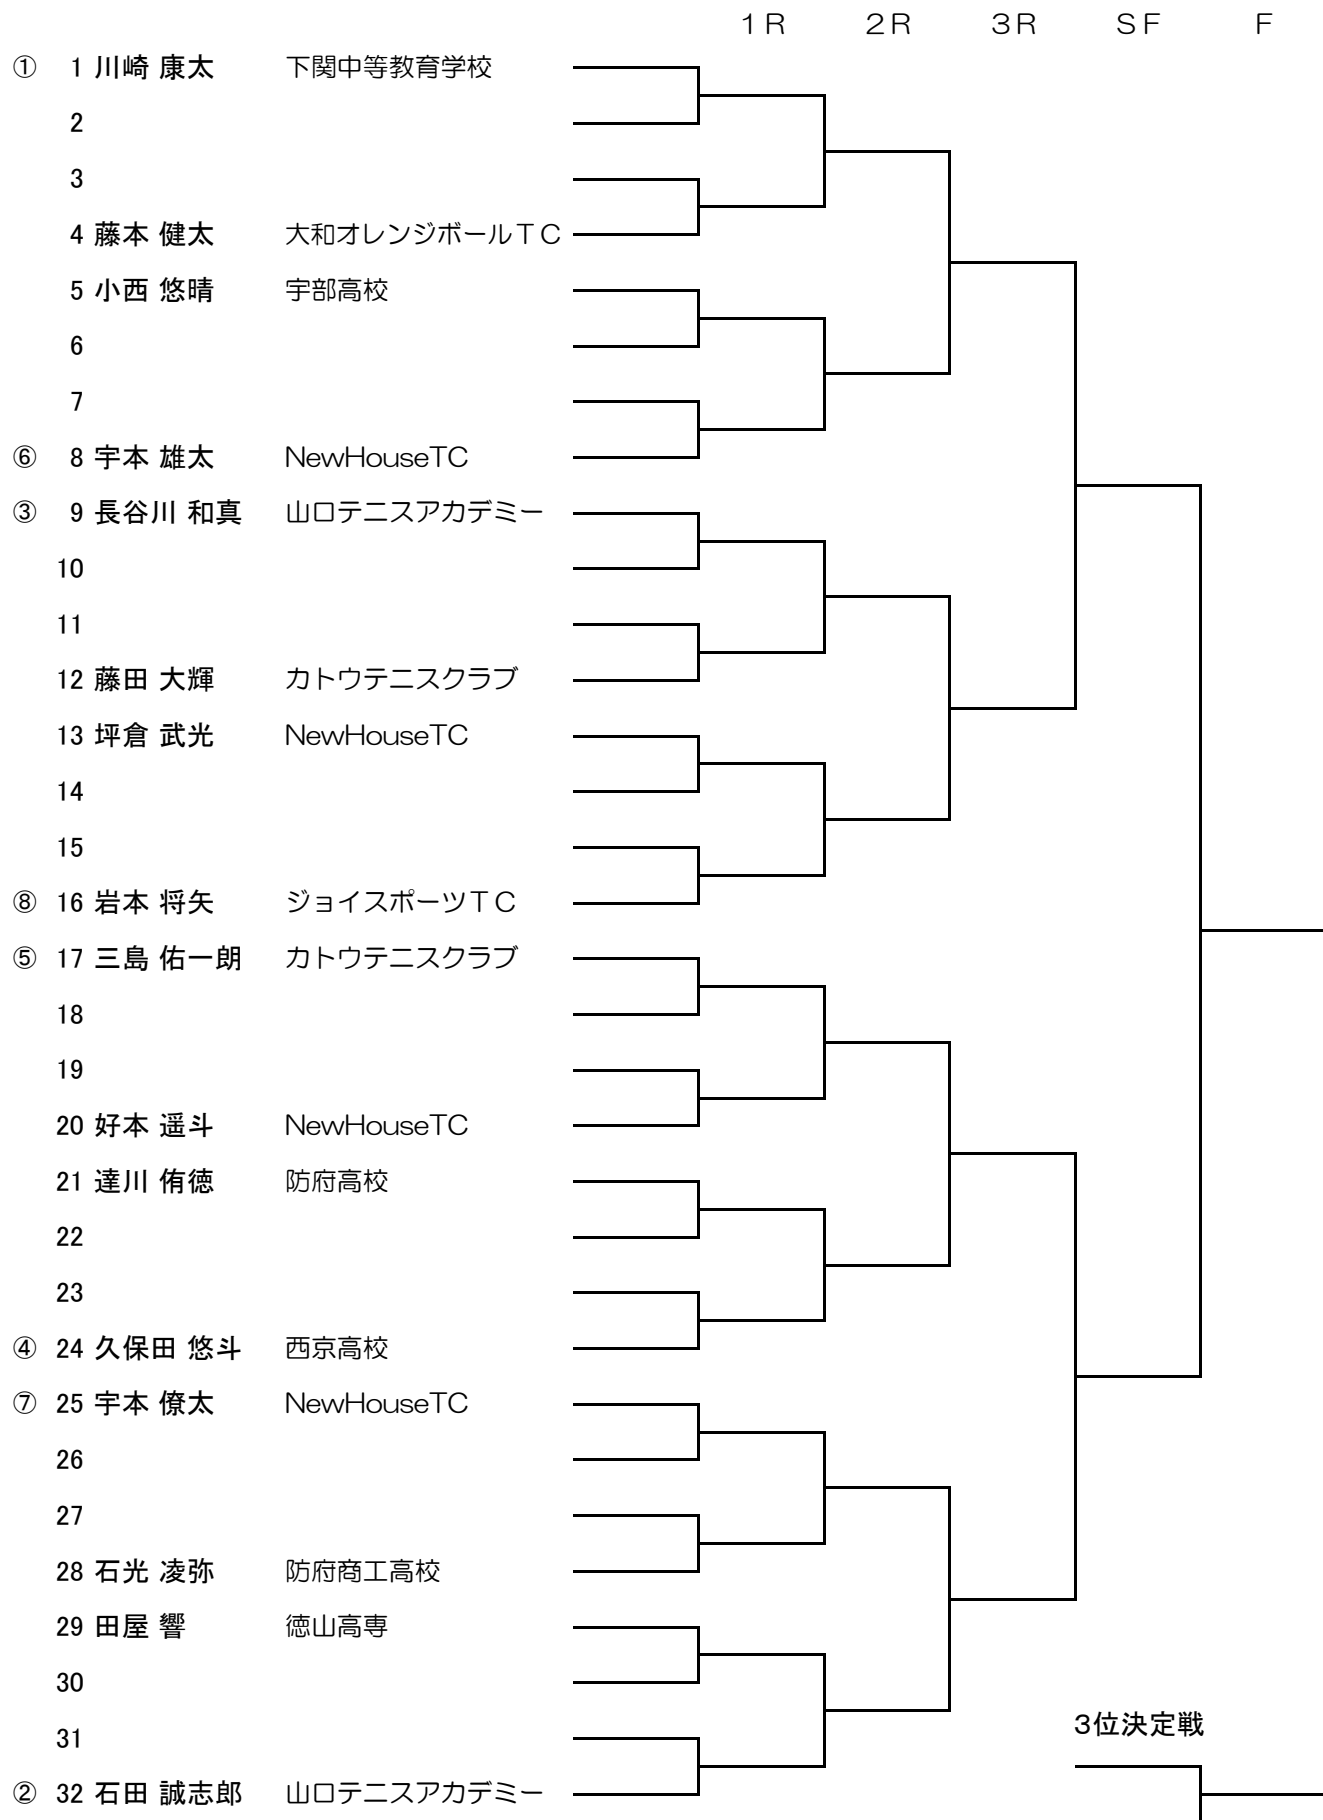 １Ｒ ２Ｒ ３Ｒ ＳＦ Ｆ
① 1 川崎 康太 下関中等教育学校
2
3
4 藤本 健太 大和オレンジボールＴＣ
5 小西 悠晴 宇部高校
6
7
⑥ 8 宇本 雄太 NewHouseTC
③ 9 長谷川 和真 山口テニスアカデミー
10
11
12 藤田 大輝 カトウテニスクラブ
13 坪倉 武光 NewHouseTC
14
15
⑧ 16 岩本 将矢 ジョイスポーツＴＣ
⑤ 17 三島 佑一朗 カトウテニスクラブ
18
19
20 好本 遥斗 NewHouseTC
21 達川 侑徳 防府高校
22
23
④ 24 久保田 悠斗 西京高校
⑦ 25 宇本 僚太 NewHouseTC
26
27
28 石光 凌弥 防府商工高校
29 田屋 響 徳山高専
30
31
3位決定戦
② 32 石田 誠志郎 山口テニスアカデミー